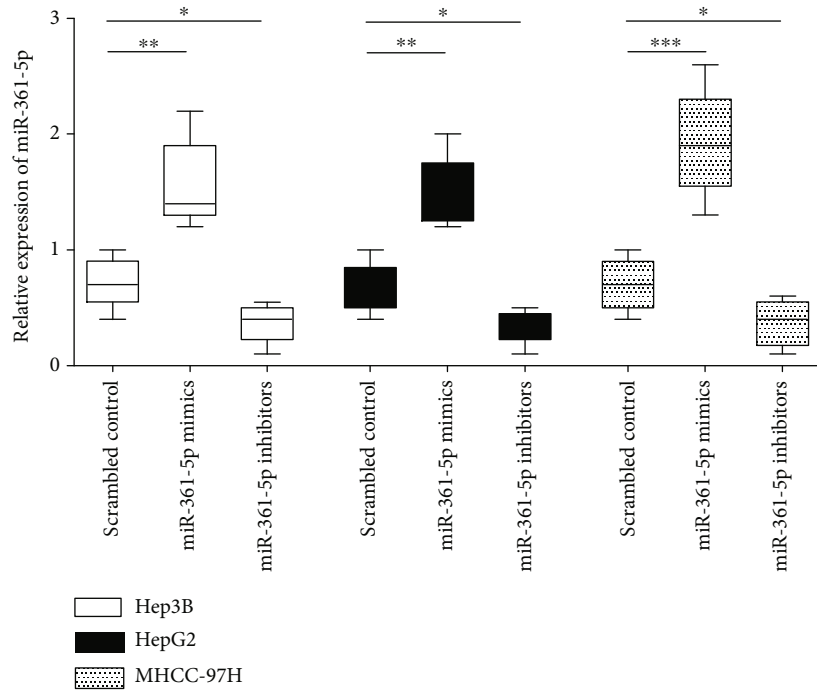 Relative expression of miR-361-5p
3
2
1
0
*
**
*
**
*
***
Scrambled control
miR-361-5p mimics
miR-361-5p inhibitors
Scrambled control
miR-361-5p mimics
miR-361-5p inhibitors
Scrambled control
miR-361-5p mimics
miR-361-5p inhibitors
Hep3B
HepG2
MHCC-97H